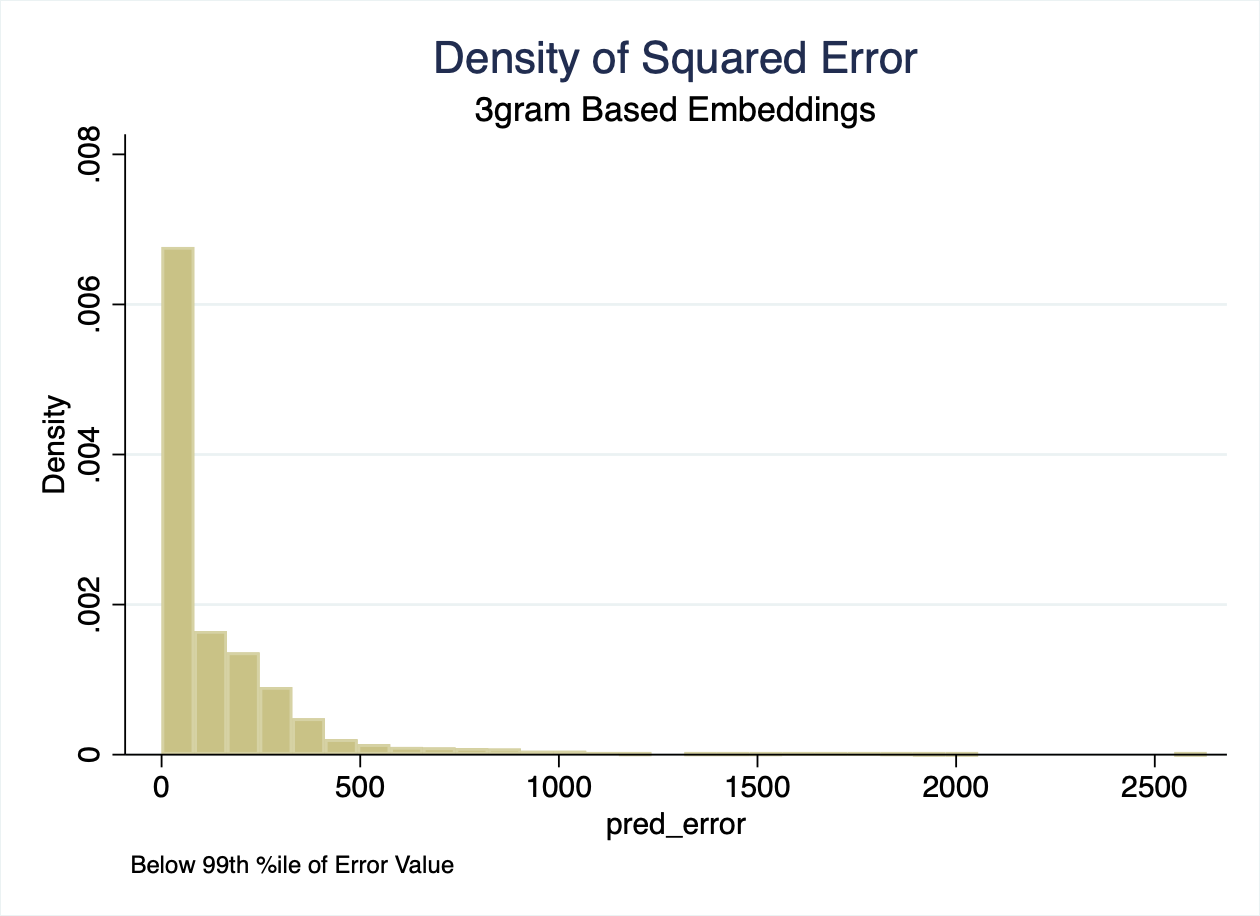 Density of Squared Error
3gram Based Embeddings
Density
.008
.006
.004
.002
0
0 500 1000 1500 2000 2500
pred_error
Below 99th %ile of Error Value